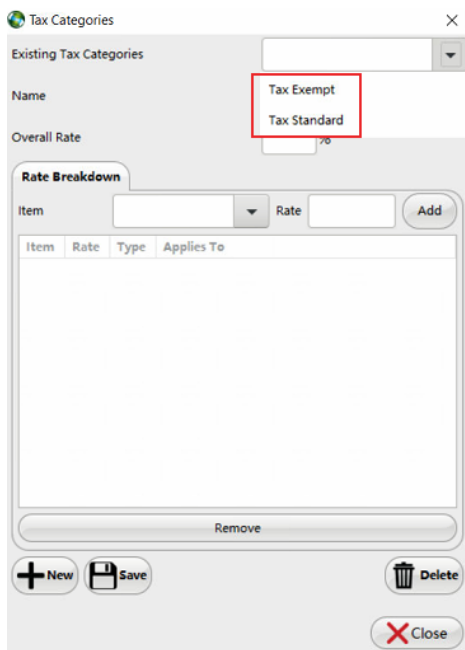 Tax Categories
Existing Tax Categories
Name
Tax Exempt
Tax Standard
Overall Rate
%
Rate Breakdown
Item
Rate
Add
Item Rate Type Applies To
Remove
New
Save
Delete
Close